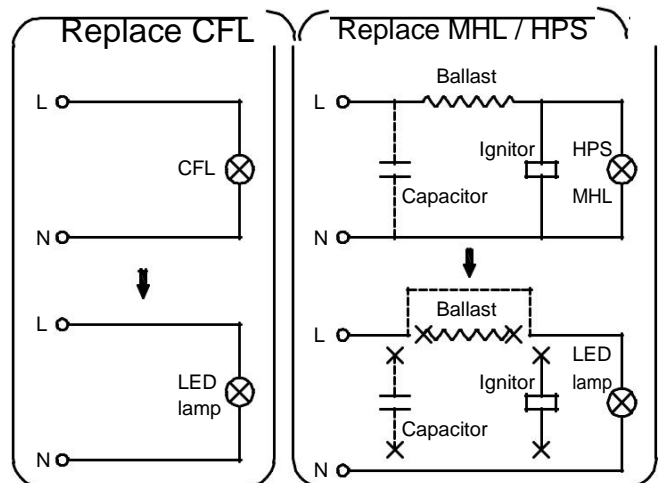 Replace CFL
L
CFL
N
L
LED
lamp
N
Replace MHL / HPS
Ballast
L
Ignitor
HPS
Capacitor
MHL
N
Ballast
L
LED
Ignitor
lamp
Capacitor
N